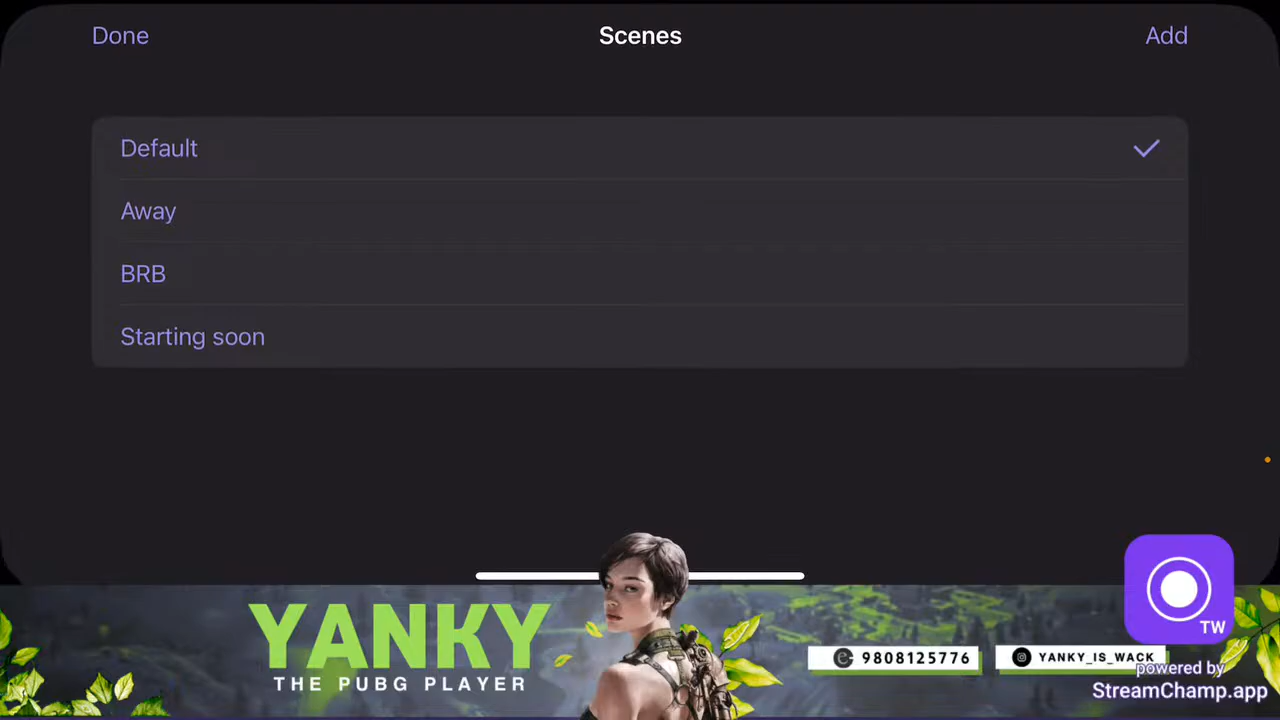 Done
Scenes
Add
Default
Away
BRB
Starting soon
YANKY
THE PUBG PLAYER
9808125776
YANKY_IS_WACK
TW
powered by
StreamChamp.app